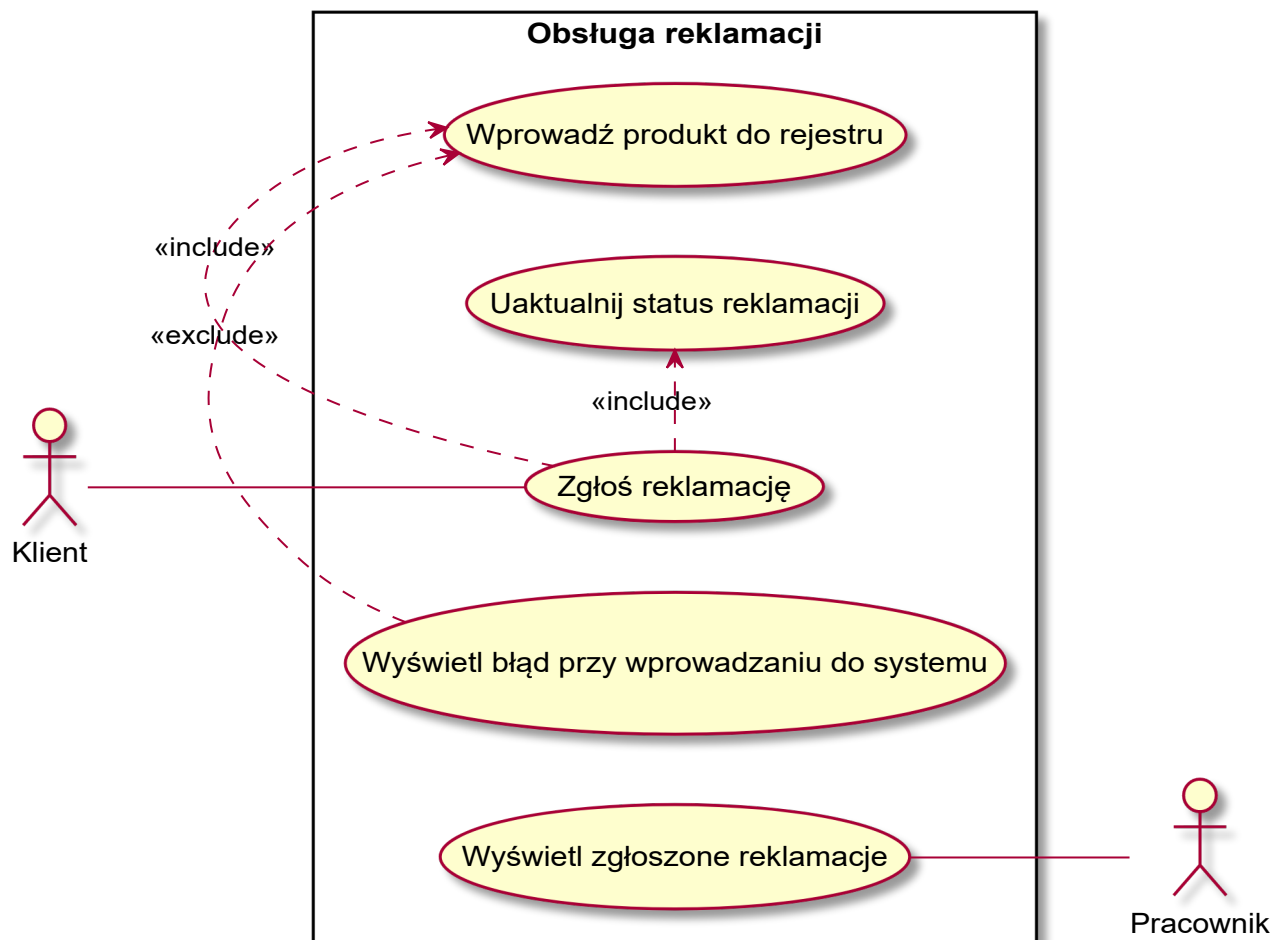 Obsługa reklamacji
Wprowadź produkt do rejestru
«include»
Uaktualnij status reklamacji
«exclude»
«include»
Zgłoś reklamację
Klient
Wyświetl błąd przy wprowadzaniu do systemu
Wyświetl zgłoszone reklamacje
Pracownik